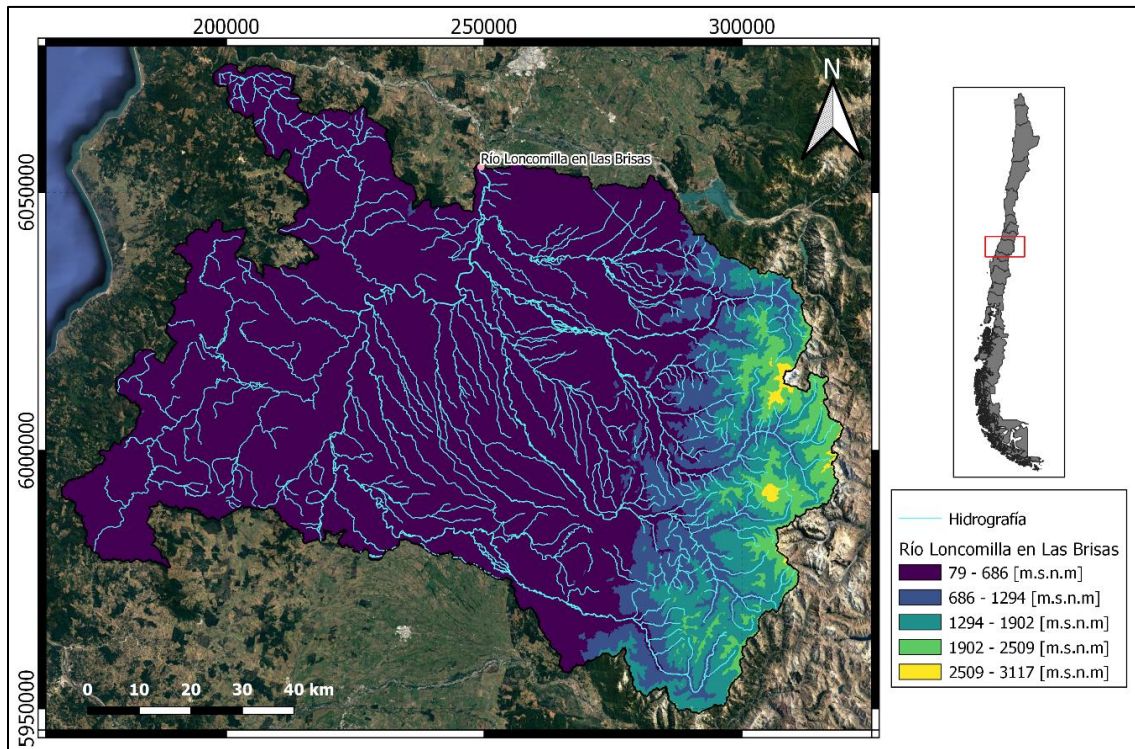 200000
250000
300000
N
Río Loncomilla en Las Brisas
6050000
6000000
5950000
0 10 20 30 40 km
Hidrografía
Río Loncomilla en Las Brisas
79 - 686 [m.s.n.m]
686 - 1294 [m.s.n.m]
1294 - 1902 [m.s.n.m]
1902 - 2509 [m.s.n.m]
2509 - 3117 [m.s.n.m]